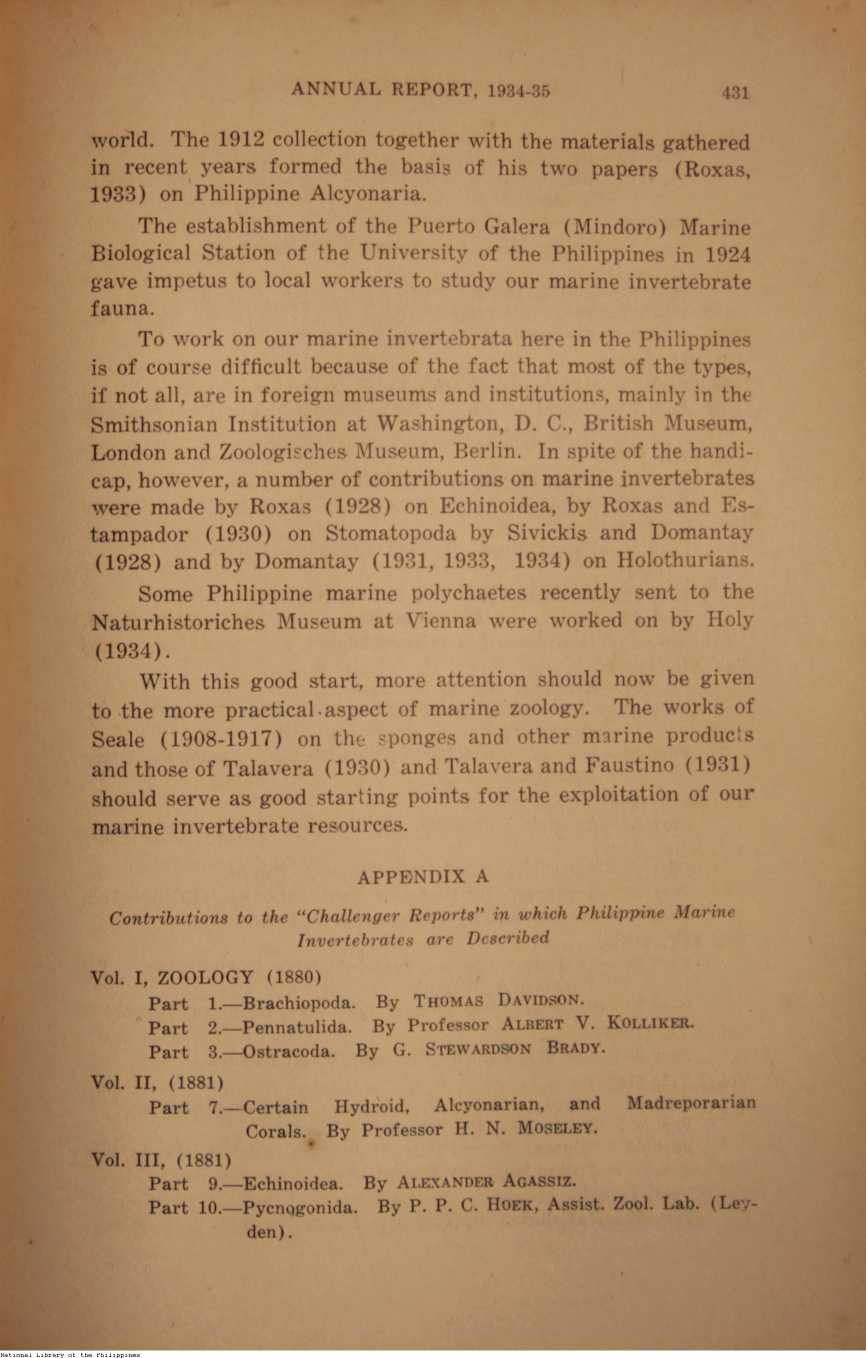 ANNUAL REPORT, 1934-35 431
world. The 1912 collection together with the materials gathered
in recent years formed the basis of his two papers (Roxas,
1933) on Philippine Alcyonaria.
The establishment of the Puerto Galera (Mindoro) Marine
Biological Station of the University of the Philippines in 1924
gave impetus to local workers to study our marine invertebrate
fauna.
To work on our marine invertebrata here in the Philippines
is of course difficult because of the fact that most of the types,
if not all, are in foreign museums and institutions, mainly in the
Smithsonian Institution at Washington, D. C., British Museum,
London and Zoologisches Museum, Berlin. In spite of the handi-
cap, however, a number of contributions on marine invertebrates
were made by Roxas (1928) on Echinoidea, by Roxas and Es-
tampador (1930) on Stomatopoda by Sivickis and Domantay
(1928) and by Domantay (1931, 1933, 1934) on Holothurians.
Some Philippine marine polychaetes recently sent to the
Naturhistoriches Museum at Vienna were worked on by Holy
(1934).
With this good start, more attention should now be given
to the more practical aspect of marine zoology. The works of
Seale (1908-1917) on the sponges and other marine products
and those of Talavera (1930) and Talavera and Faustino (1931)
should serve as good starting points for the exploitation of our
marine invertebrate resources.
APPENDIX A
Contributions to the "Challenger Reports" in which Philippine Marine
Invertebrates are Described
Vol. I, ZOOLOGY (1880)
Part 1.—Brachiopoda. By THOMAS DAVIDSON.
Part 2.—Pennatulida. By Professor ALBERT V. KOLLIKER.
Part 3.—Ostracoda. By G. STEWARDSON BRADY.
Vol. II, (1881)
Part 7.—Certain Hydroid, Alcyonarian, and Madreporarian
Corals. By Professor H. N. MOSELEY.
Vol. III, (1881)
Part 9.—Echinoidea. By ALEXANDER AGASSIZ.
Part 10.—Pycnogonida. By P. P. C. HOEK, Assist. Zool. Lab. (Ley-
den).
National Library of the Philippines